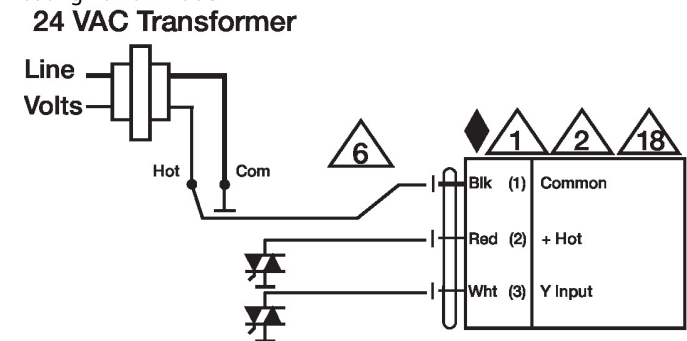 24 VAC Transformer
Line
Volts
Hot
Com
6
1
2
18
Blk (1) Common
Red (2) + Hot
Wht (3) Y Input